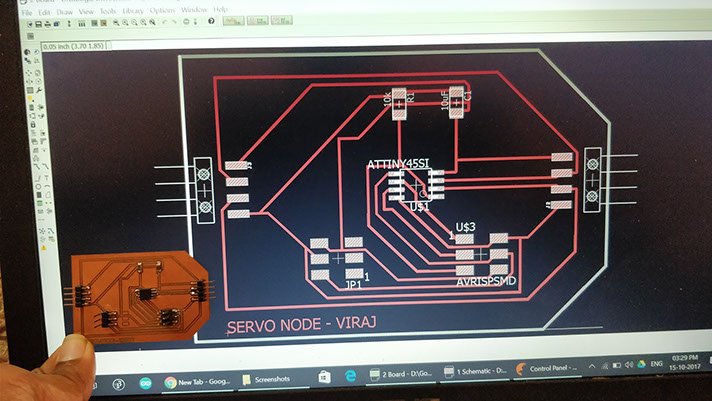 File Edit Draw View Tools Library Options Window Help
0.05 inch (3.70 1.85)
10k
R1
10uF
C1
ATTINY45SI
U$1
U$3
1
JP1
1
AVRISPSMD
SERVO NODE - VIRAJ
New Tab - Goog...
Screenshots
2 Board - D:\Go...
1 Schematic - D...
Control Panel - ...
ENG
03:29 PM
15-10-2017